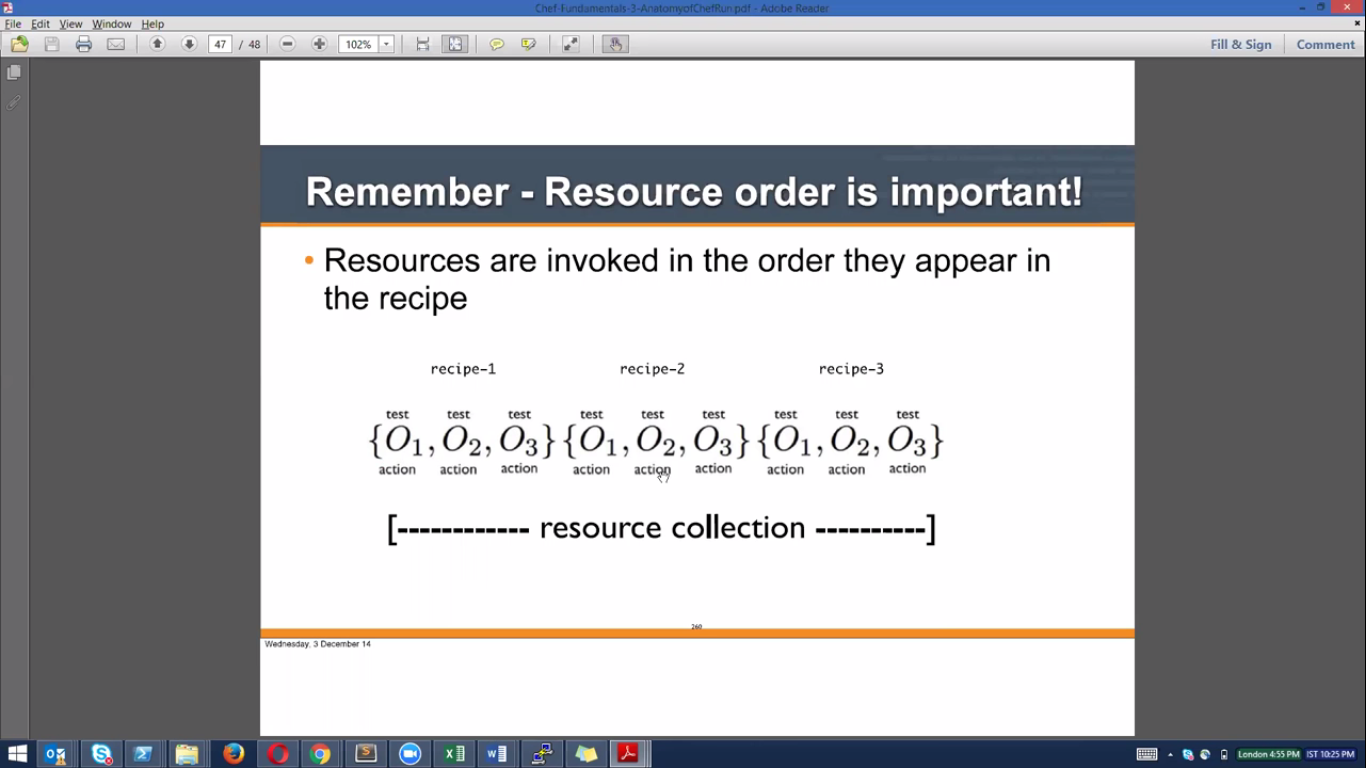 Chef-Fundamentals-3-AnatomyofChefRun.pdf - Adobe Reader
File Edit View Window Help
47 / 48 102% Fill & Sign Comment
Remember - Resource order is important!
• Resources are invoked in the order they appear in
the recipe
recipe-1 recipe-2 recipe-3
test test test test test test test test test
{O₁, O₂, O₃} {O₁, O₂, O₃} {O₁, O₂, O₃}
action action action action action action action action action
[------------ resource collection ----------]
260
Wednesday, 3 December 14
London 4:55 PM IST 10:25 PM